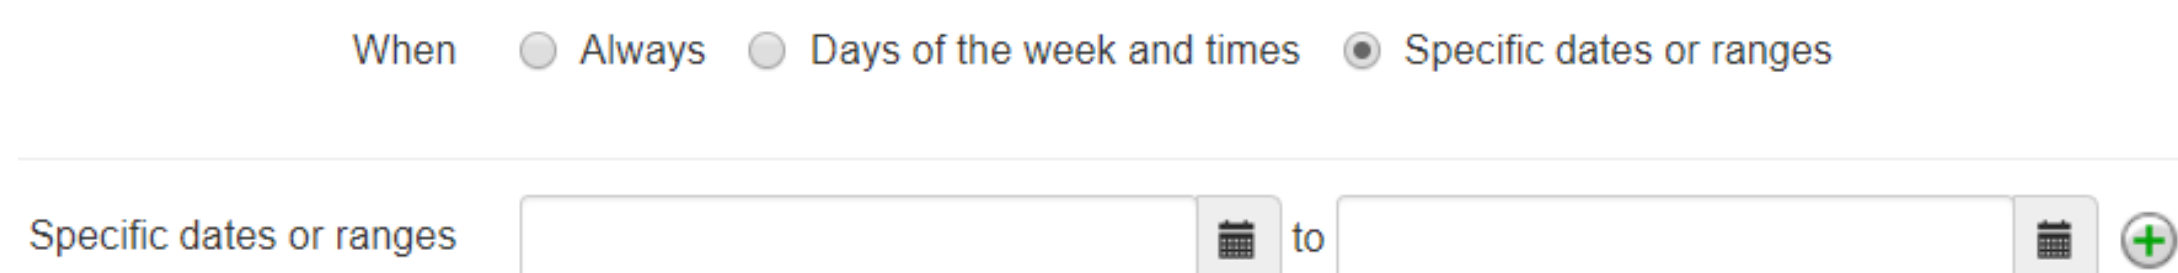 When Always Days of the week and times Specific dates or ranges
Specific dates or ranges to